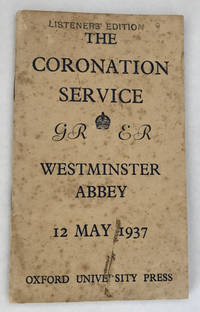 LISTENERS' EDITION
THE
CORONATION
SERVICE
GR ER
WESTMINSTER
ABBEY
12 MAY 1937
OXFORD UNIVERSITY PRESS